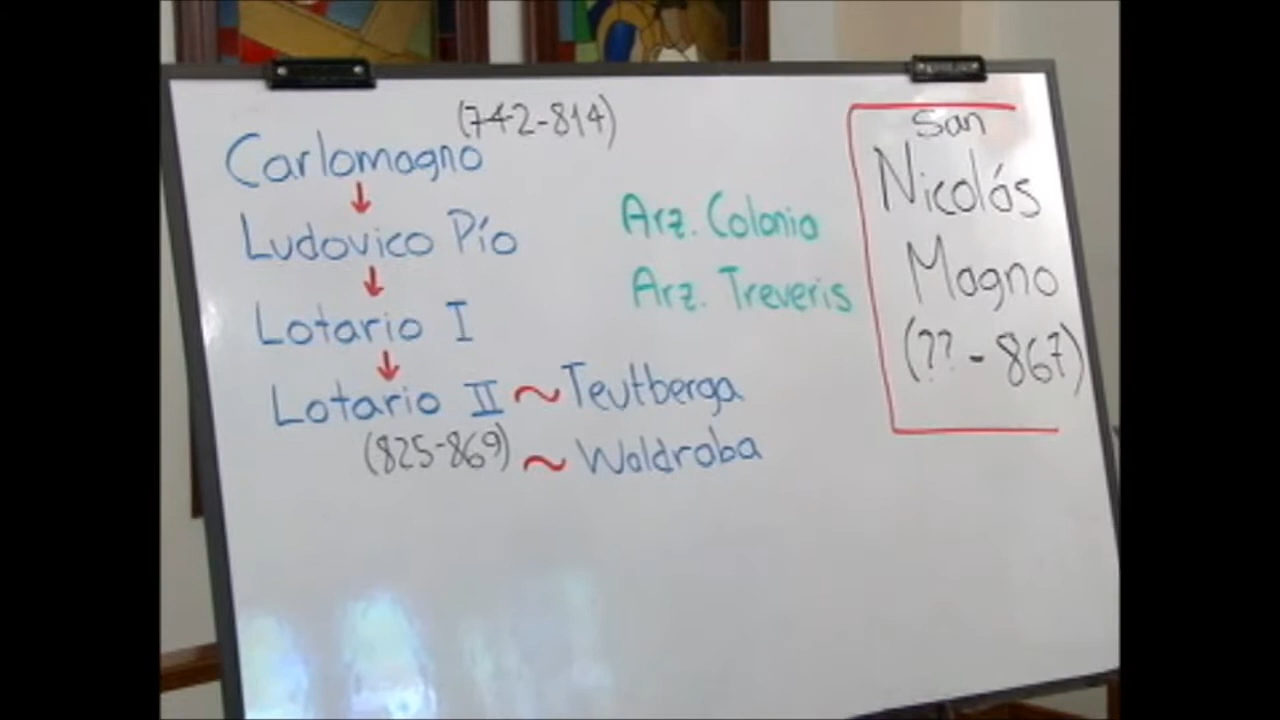 (742-814)
Carlomagno
Ludovico Pío
Lotario I
Lotario II ~ Teutberga
(825-869) ~ Waldroba
Arz. Colonia
Arz. Treveris
San
Nicolás
Magno
(?? - 867)